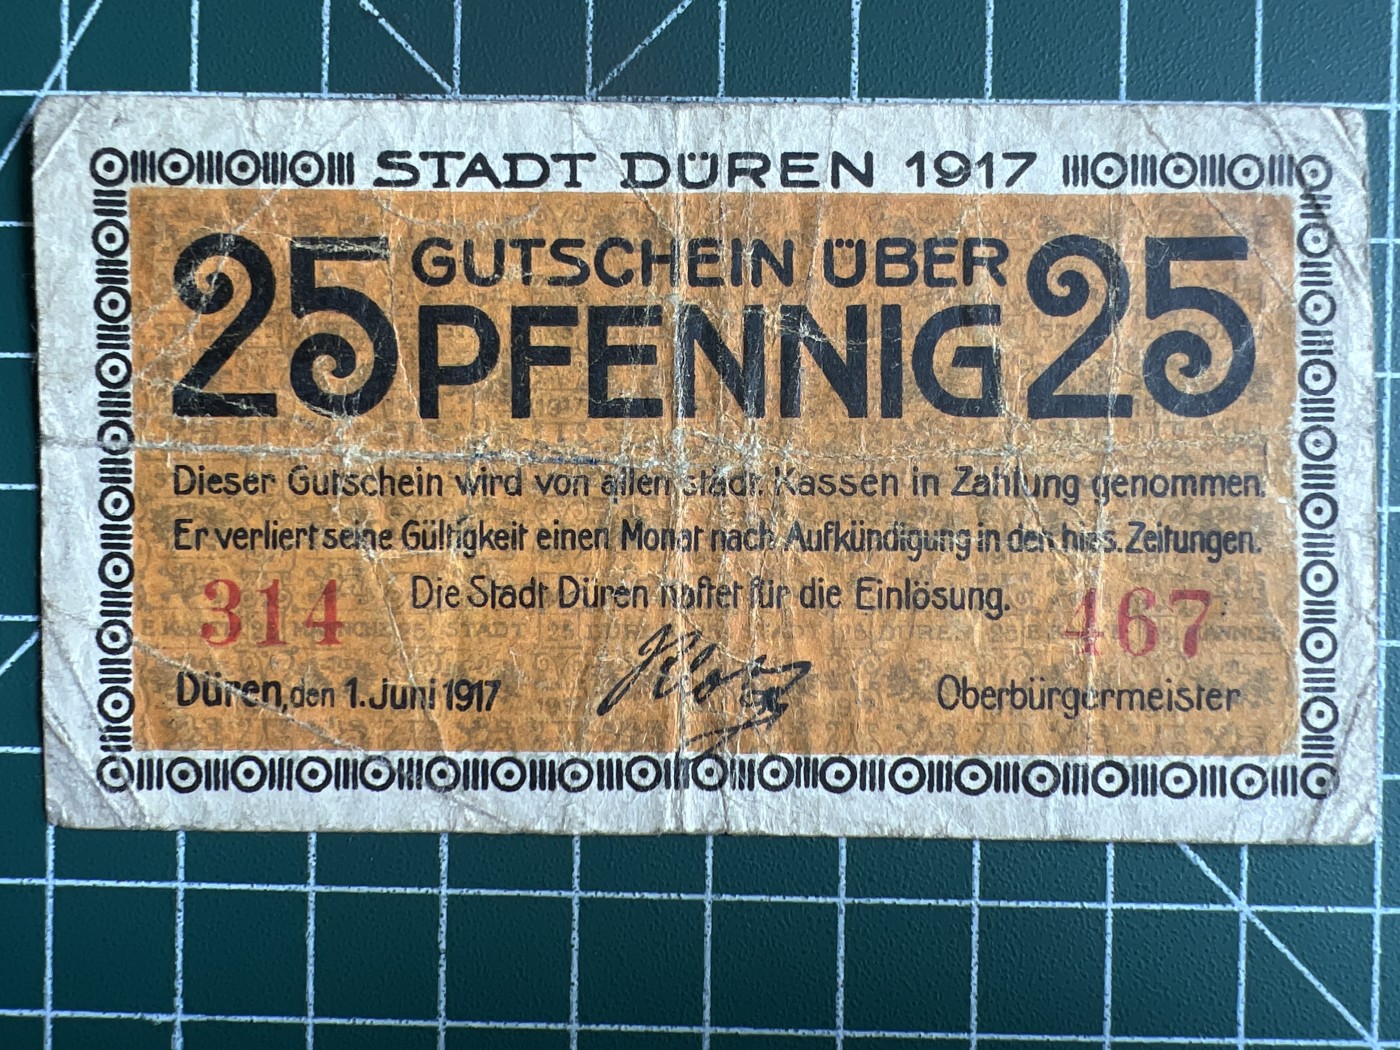 STADT DÜREN 1917
25 GUTSCHEIN ÜBER 25
PFENNIG
Dieser Gutschein wird von allen städt. Kassen in Zahlung genommen.
Er verliert seine Gültigkeit einen Monat nach Aufkündigung in den hies. Zeitungen.
Die Stadt Düren haftet für die Einlösung.
314 467
Düren, den 1. Juni 1917 Oberbürgermeister